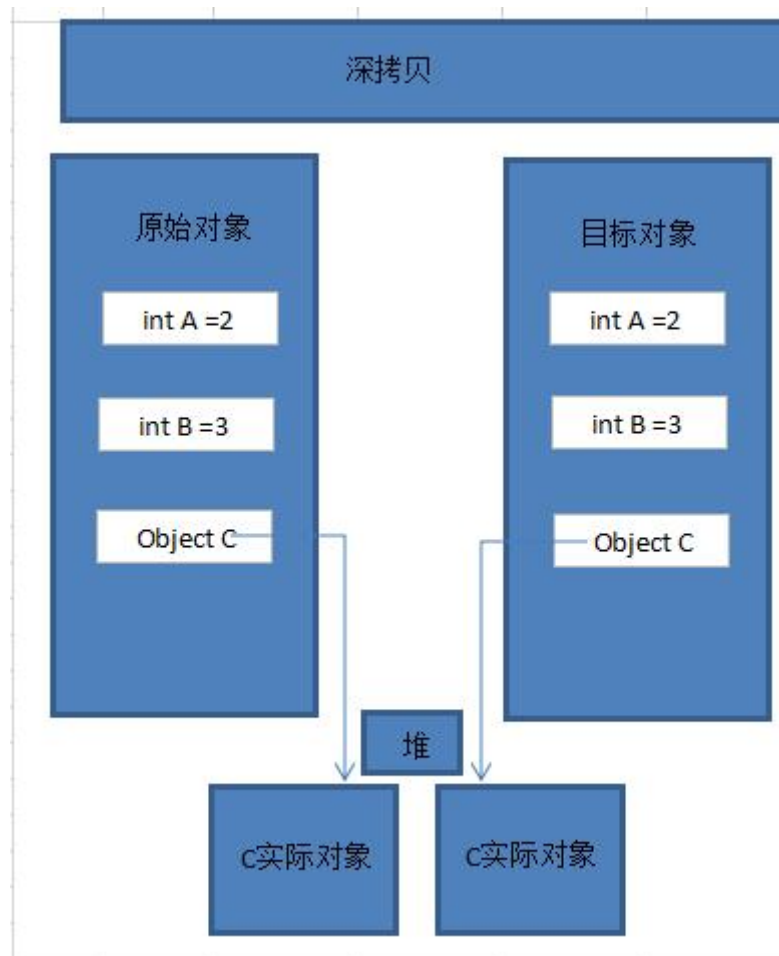 深拷贝
原始对象
int A =2
int B =3
Object C
目标对象
int A =2
int B =3
Object C
堆
c实际对象
c实际对象